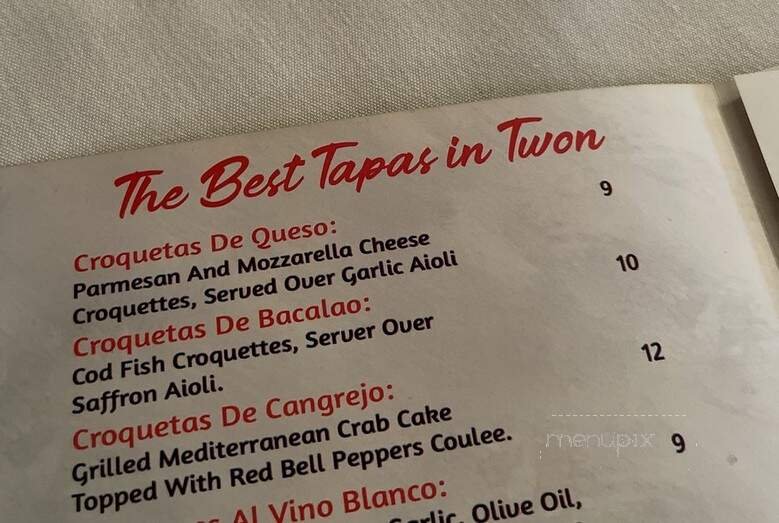 The Best Tapas in Twon
Croquetas De Queso: 9
Parmesan And Mozzarella Cheese
Croquettes, Served Over Garlic Aioli
Croquetas De Bacalao: 10
Cod Fish Croquettes, Server Over
Saffron Aioli.
Croquetas De Cangrejo: 12
Grilled Mediterranean Crab Cake
Topped With Red Bell Peppers Coulee.
Al Vino Blanco: 9
Garlic, Olive Oil,
menupix